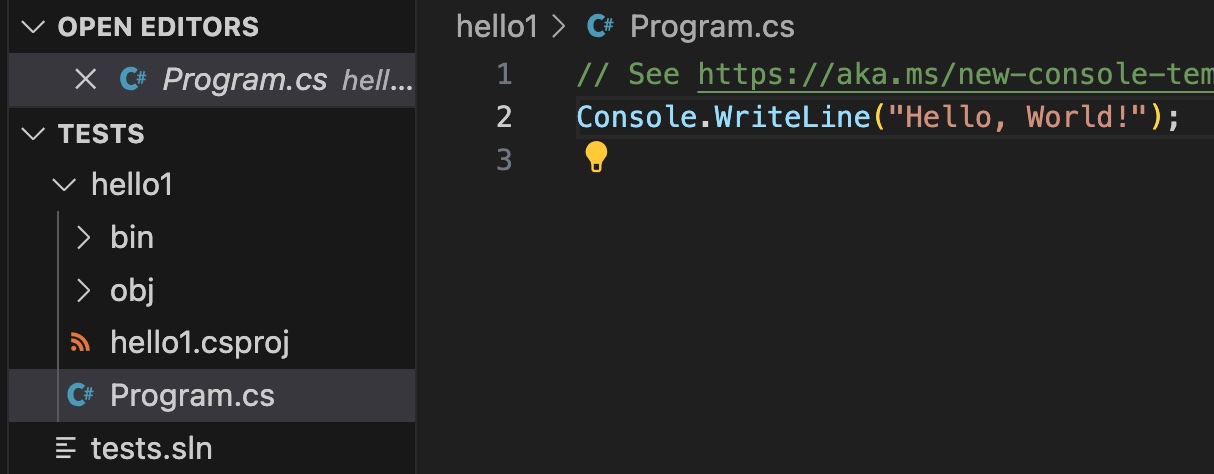 OPEN EDITORS
Program.cs hell...
TESTS
hello1
bin
obj
hello1.csproj
Program.cs
tests.sln
hello1 > Program.cs
1 // See https://aka.ms/new-console-tem
2 Console.WriteLine("Hello, World!");
3